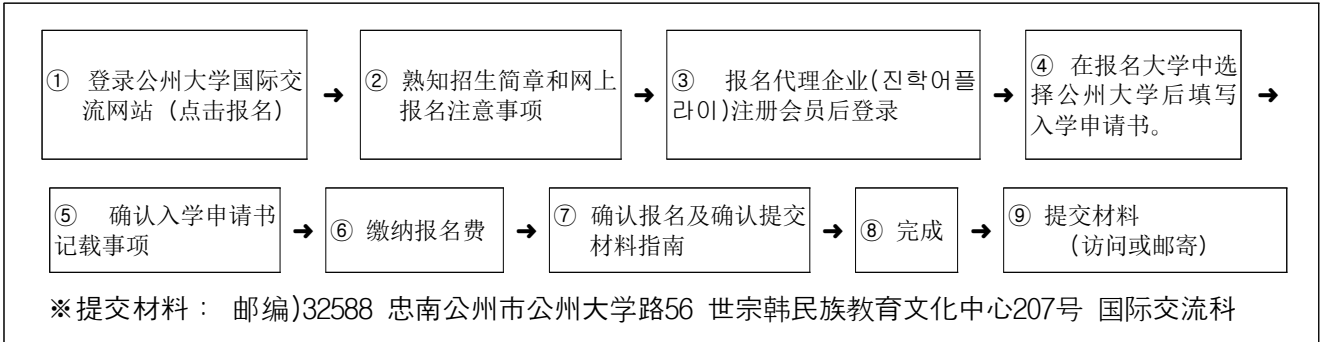 ① 登录公州大学国际交
流网站 (点击报名)
➜
② 熟知招生简章和网上
报名注意事项
➜
③ 报名代理企业(진학어플
라이)注册会员后登录
➜
④ 在报名大学中选
择公州大学后填写
入学申请书。
➜
⑤ 确认入学申请书
记载事项
➜
⑥ 缴纳报名费
➜
⑦ 确认报名及确认提交
材料指南
➜
⑧ 完成
➜
⑨ 提交材料
(访问或邮寄)
※提交材料： 邮编)32588 忠南公州市公州大学路56 世宗韩民族教育文化中心207号 国际交流科